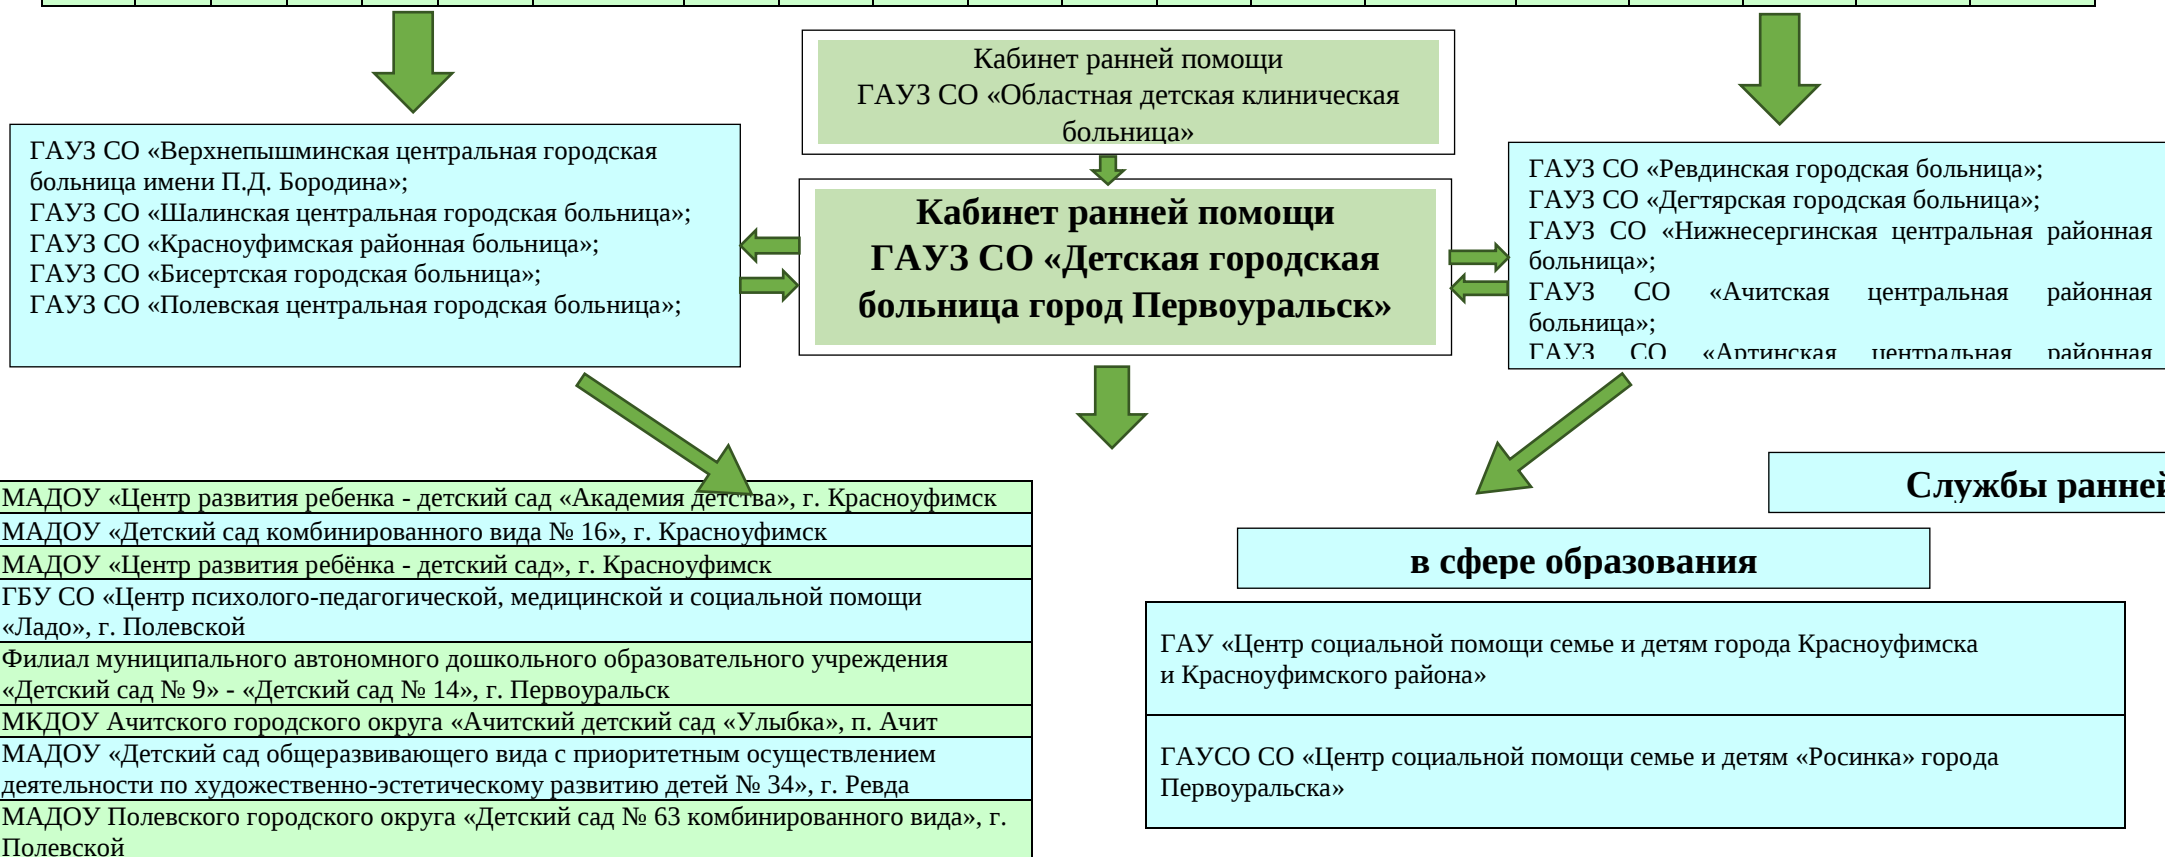 Кабинет ранней помощи
ГАУЗ СО «Областная детская клиническая
больница»
ГАУЗ СО «Верхнепышминская центральная городская
больница имени П.Д. Бородина»;
ГАУЗ СО «Шалинская центральная городская больница»;
ГАУЗ СО «Красноуфимская районная больница»;
ГАУЗ СО «Бисертская городская больница»;
ГАУЗ СО «Полевская центральная городская больница»;
Кабинет ранней помощи
ГАУЗ СО «Детская городская
больница город Первоуральск»
ГАУЗ СО «Ревдинская городская больница»;
ГАУЗ СО «Дегтярская городская больница»;
ГАУЗ СО «Нижнесергинская центральная районная
больница»;
ГАУЗ СО «Ачитская центральная районная
больница»;
ГАУЗ СО «Артинская центральная районная
Службы ранней
МАДОУ «Центр развития ребенка - детский сад «Академия детства», г. Красноуфимск
МАДОУ «Детский сад комбинированного вида № 16», г. Красноуфимск
МАДОУ «Центр развития ребёнка - детский сад», г. Красноуфимск
ГБУ СО «Центр психолого-педагогической, медицинской и социальной помощи
«Ладо», г. Полевской
Филиал муниципального автономного дошкольного образовательного учреждения
«Детский сад № 9» - «Детский сад № 14», г. Первоуральск
МКДОУ Ачитского городского округа «Ачитский детский сад «Улыбка», п. Ачит
МАДОУ «Детский сад общеразвивающего вида с приоритетным осуществлением
деятельности по художественно-эстетическому развитию детей № 34», г. Ревда
МАДОУ Полевского городского округа «Детский сад № 63 комбинированного вида», г.
Полевской
в сфере образования
ГАУ «Центр социальной помощи семье и детям города Красноуфимска
и Красноуфимского района»
ГАУСО СО «Центр социальной помощи семье и детям «Росинка» города
Первоуральска»